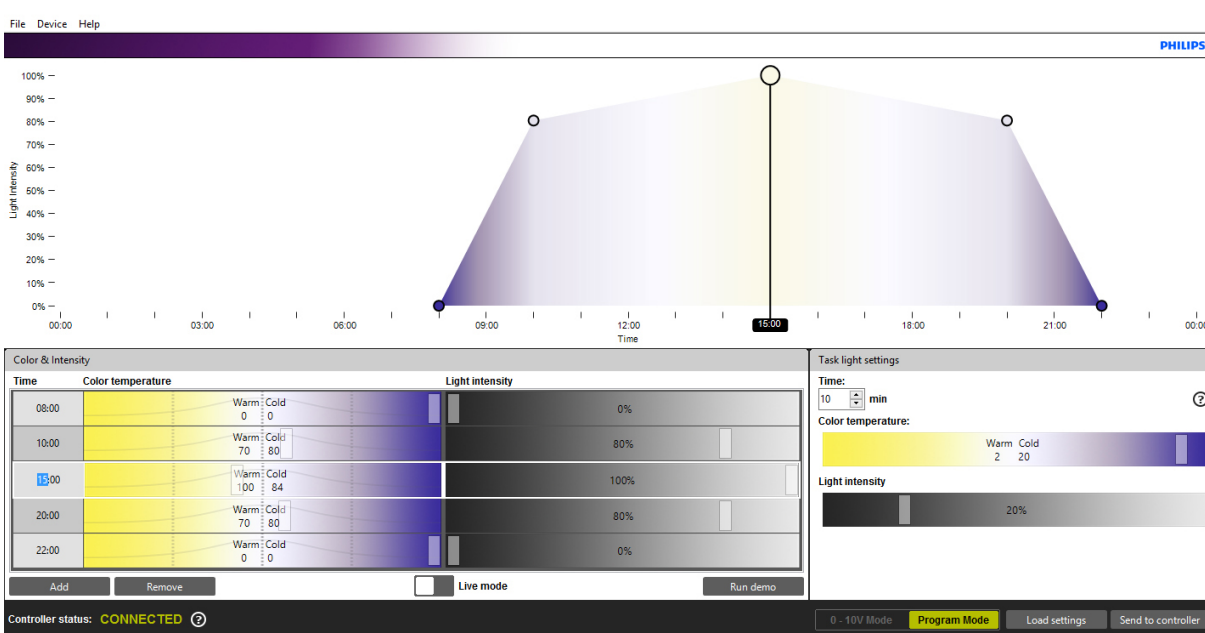 File Device Help
PHILIPS
100%
90%
80%
70%
60%
50%
40%
30%
20%
10%
0%
Light Intensity
00:00 03:00 06:00 09:00 12:00 15:00 18:00 21:00
Time
Color & Intensity
Time Color temperature Light intensity
08:00 Warm Cold 0%
0 0
10:00 Warm Cold 80%
70 80
15:00 Warm Cold 100%
100 84
20:00 Warm Cold 80%
70 80
22:00 Warm Cold 0%
0 0
Add Remove Live mode Run demo
Task light settings
Time:
10 min ?
Color temperature:
Warm Cold
2 20
Light intensity
20%
Controller status: CONNECTED ? 0 - 10V Mode Program Mode Load settings Send to controller